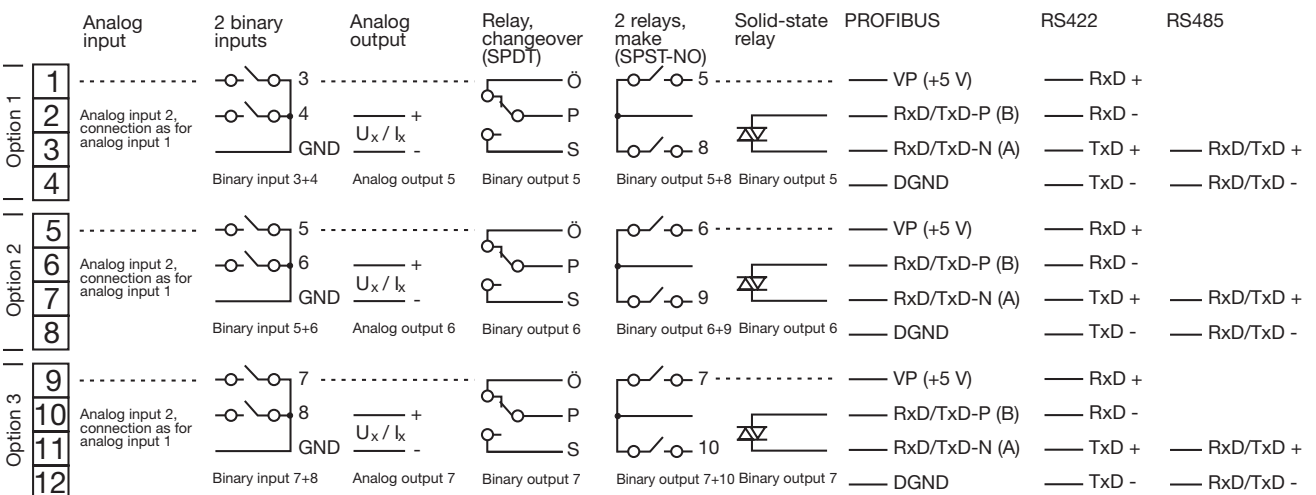 Analog input
2 binary inputs
Analog output
Relay, changeover (SPDT)
2 relays, make (SPST-NO)
Solid-state relay
PROFIBUS
RS422
RS485
Option 1
1
3
Ö
5
VP (+5 V)
RxD +
2
Analog input 2,
connection as for
analog input 1
4
+
Ux / Ix
P
RxD/TxD-P (B)
RxD -
3
GND
-
S
8
RxD/TxD-N (A)
TxD +
RxD/TxD +
4
Binary input 3+4
Analog output 5
Binary output 5
Binary output 5+8
Binary output 5
DGND
TxD -
RxD/TxD -
Option 2
5
5
Ö
6
VP (+5 V)
RxD +
6
Analog input 2,
connection as for
analog input 1
6
+
Ux / Ix
P
RxD/TxD-P (B)
RxD -
7
GND
-
S
9
RxD/TxD-N (A)
TxD +
RxD/TxD +
8
Binary input 5+6
Analog output 6
Binary output 6
Binary output 6+9
Binary output 6
DGND
TxD -
RxD/TxD -
Option 3
9
7
Ö
7
VP (+5 V)
RxD +
10
Analog input 2,
connection as for
analog input 1
8
+
Ux / Ix
P
RxD/TxD-P (B)
RxD -
11
GND
-
S
10
RxD/TxD-N (A)
TxD +
RxD/TxD +
12
Binary input 7+8
Analog output 7
Binary output 7
Binary output 7+10
Binary output 7
DGND
TxD -
RxD/TxD -